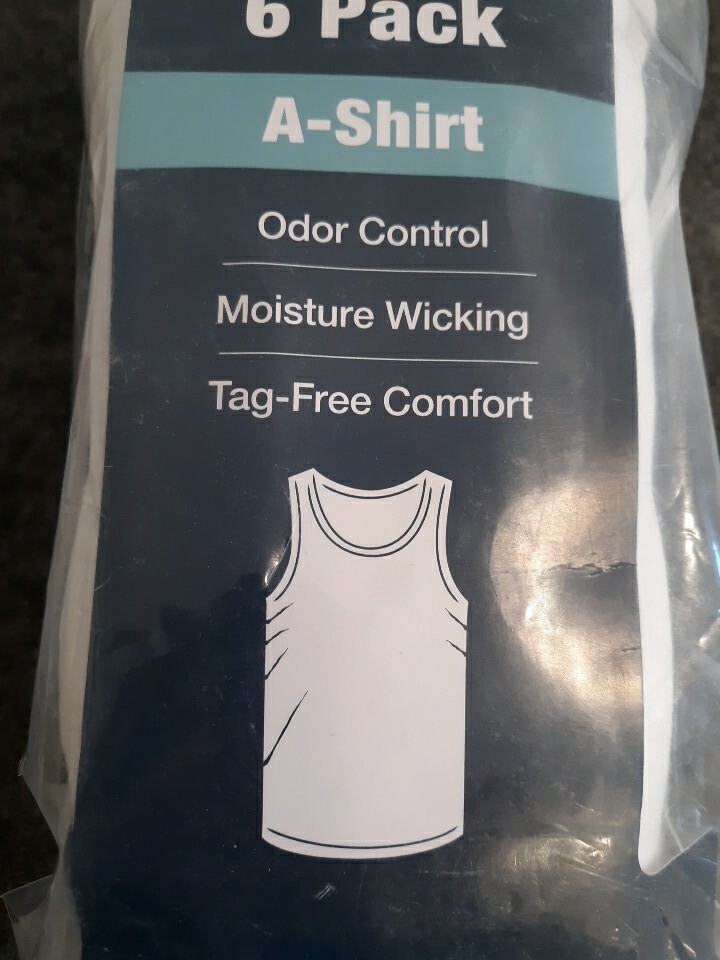 6 Pack
A-Shirt
Odor Control
Moisture Wicking
Tag-Free Comfort